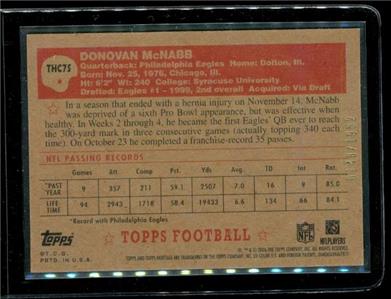 THC75
DONOVAN McNABB
Quarterback: Philadelphia Eagles Home: Dolton, Ill.
Born: Nov. 25, 1976, Chicago, Ill.
Ht: 6'2" Wt: 240 College: Syracuse University
Drafted: Eagles #1 - 1999, 2nd overall Acquired: Via Draft
In a season that ended with a hernia injury on November 14, McNabb
was deprived of a sixth Pro Bowl appearance, but was effective when
healthy. In Weeks 2 through 4, he became the first Eagles' QB ever to reach
the 300-yard mark in three consecutive games (actually topping 340 each
time). On October 23 he completed a franchise-record 35 passes.
NFL PASSING RECORDS
Games Att Comp Pct. Yds Avg TD Int Rate
*PAST YEAR 9 357 211 59.1 2507 7.0 16 9 85.0
LIFE TIME 94 2943 1718 58.4 19433 6.6 134 66 84.1
*Record with Philadelphia Eagles
Topps
TOPPS FOOTBALL
NFL
NFLPLAYERS
®T.C.G.
PRTD. IN U.S.A.